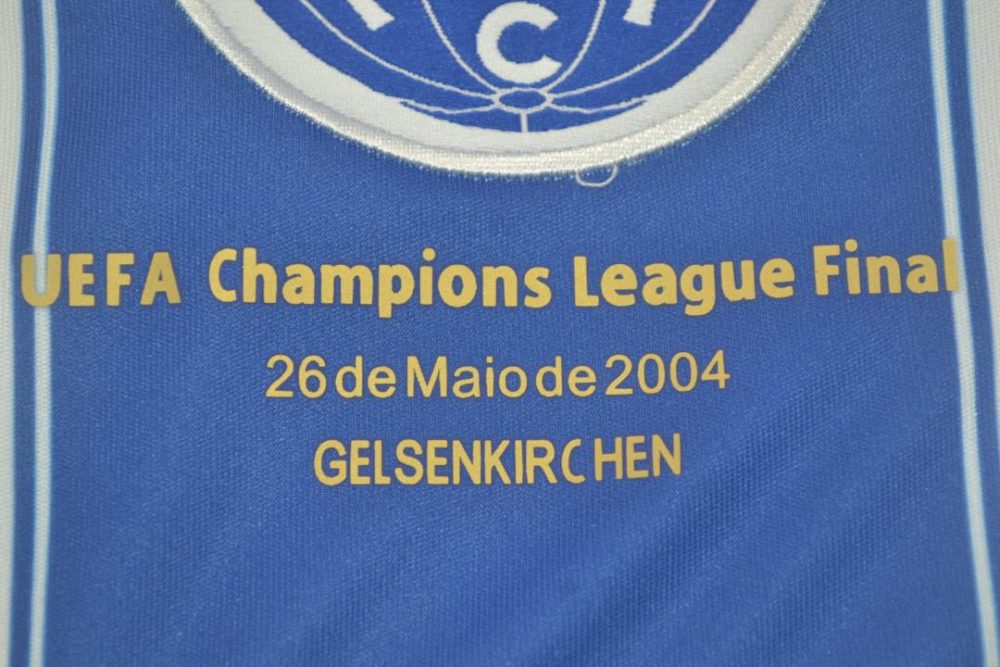 C
UEFA Champions League Final
26 de Maio de 2004
GELSENKIRCHEN